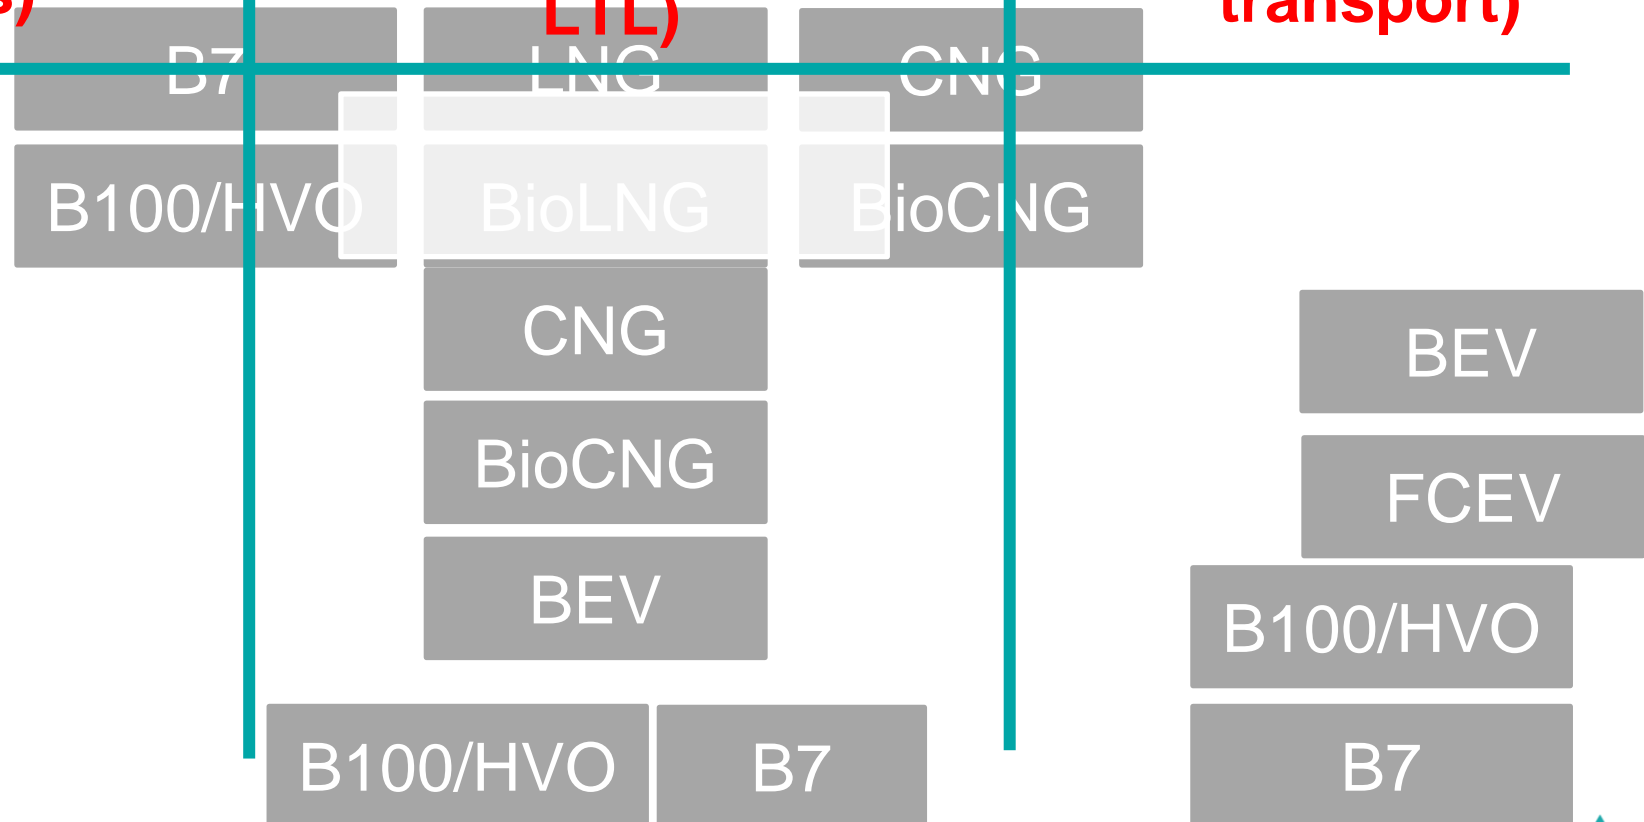 LTL)
transport)
B7
LNG
CNG
B100/HVO
BioLNG
BioCNG
CNG
BEV
BioCNG
FCEV
BEV
B100/HVO
B100/HVO
B7
B7